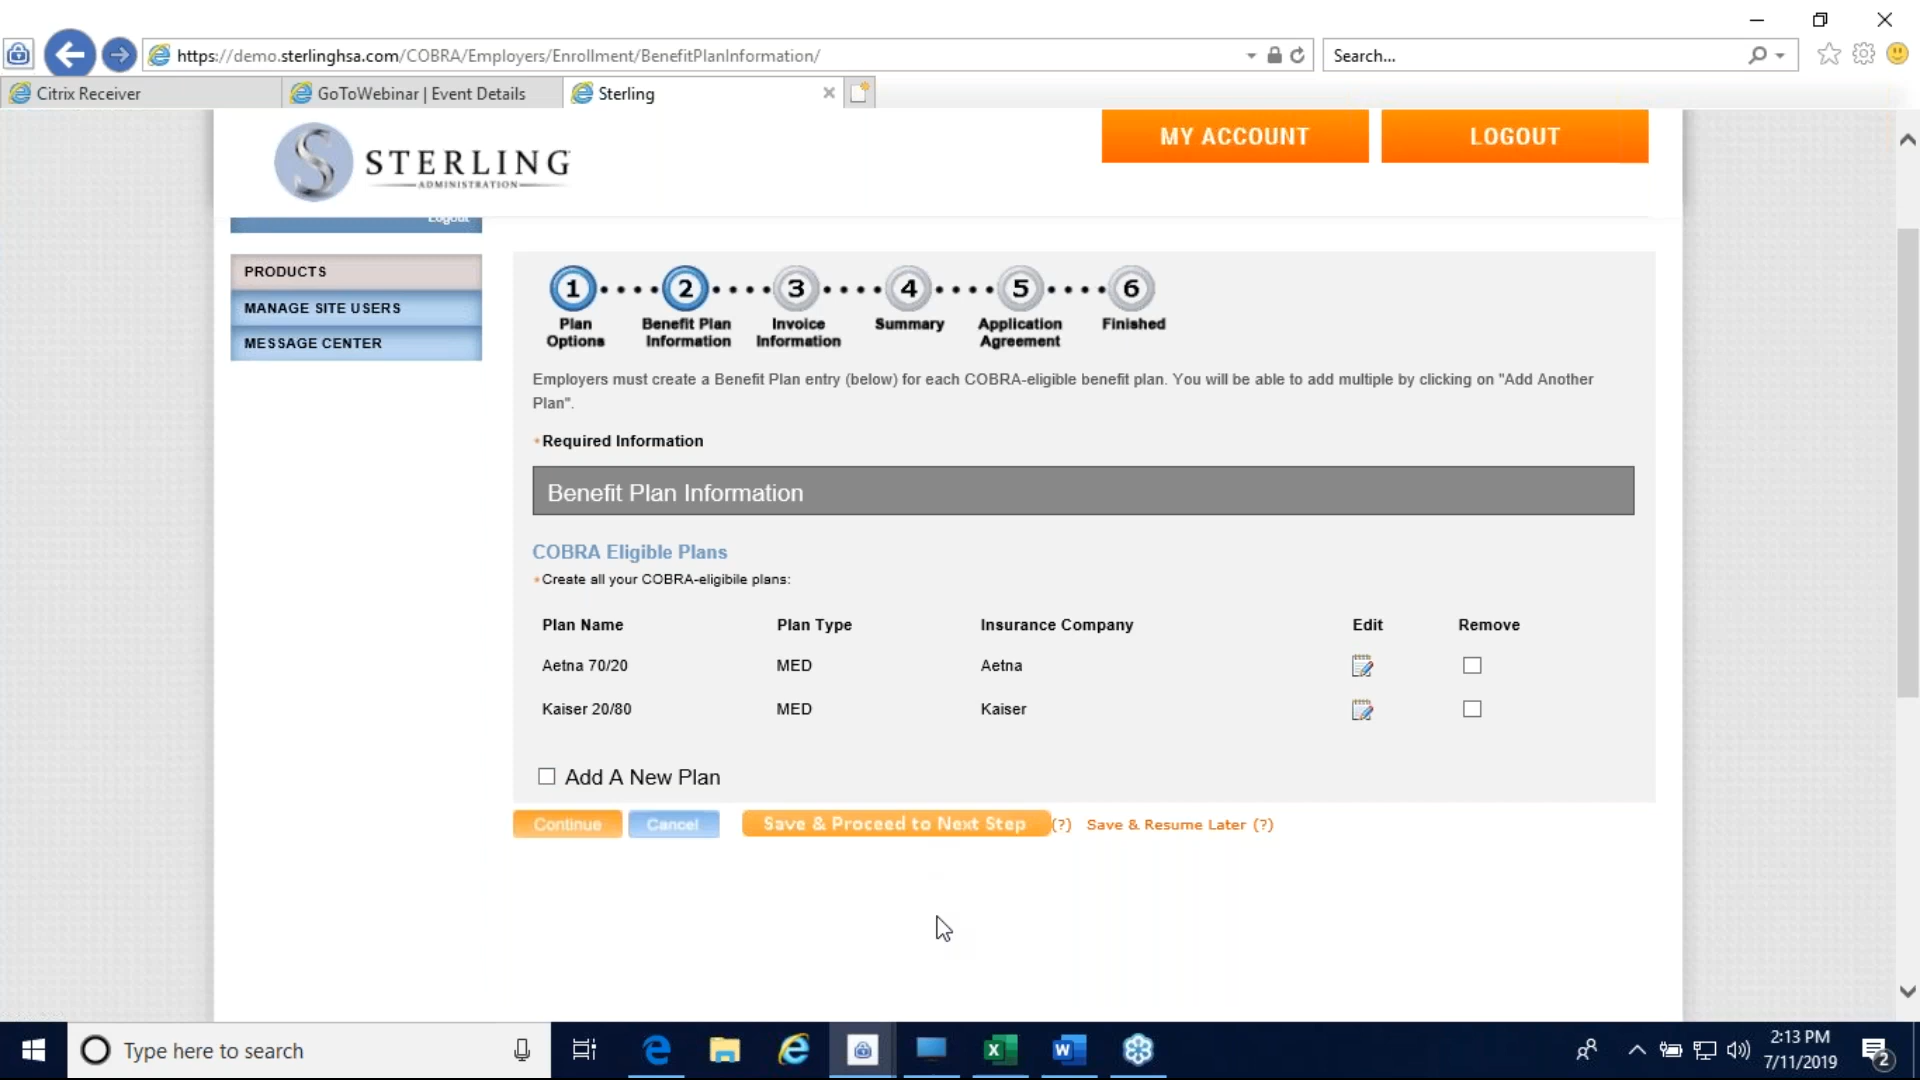 https://demo.sterlinghsa.com/COBRA/Employers/Enrollment/BenefitPlanInformation/
Search...
Citrix Receiver
GoToWebinar | Event Details
Sterling
S STERLING
ADMINISTRATION
MY ACCOUNT
LOGOUT
Logout
PRODUCTS
MANAGE SITE USERS
MESSAGE CENTER
1 2 3 4 5 6
Plan Options
Benefit Plan Information
Invoice Information
Summary
Application Agreement
Finished
Employers must create a Benefit Plan entry (below) for each COBRA-eligible benefit plan. You will be able to add multiple by clicking on "Add Another
Plan".
*Required Information
Benefit Plan Information
COBRA Eligible Plans
*Create all your COBRA-eligibile plans:
Plan Name Plan Type Insurance Company Edit Remove
Aetna 70/20 MED Aetna
Kaiser 20/80 MED Kaiser
Add A New Plan
Continue Cancel Save & Proceed to Next Step (?) Save & Resume Later (?)
Type here to search
2:13 PM
7/11/2019
2